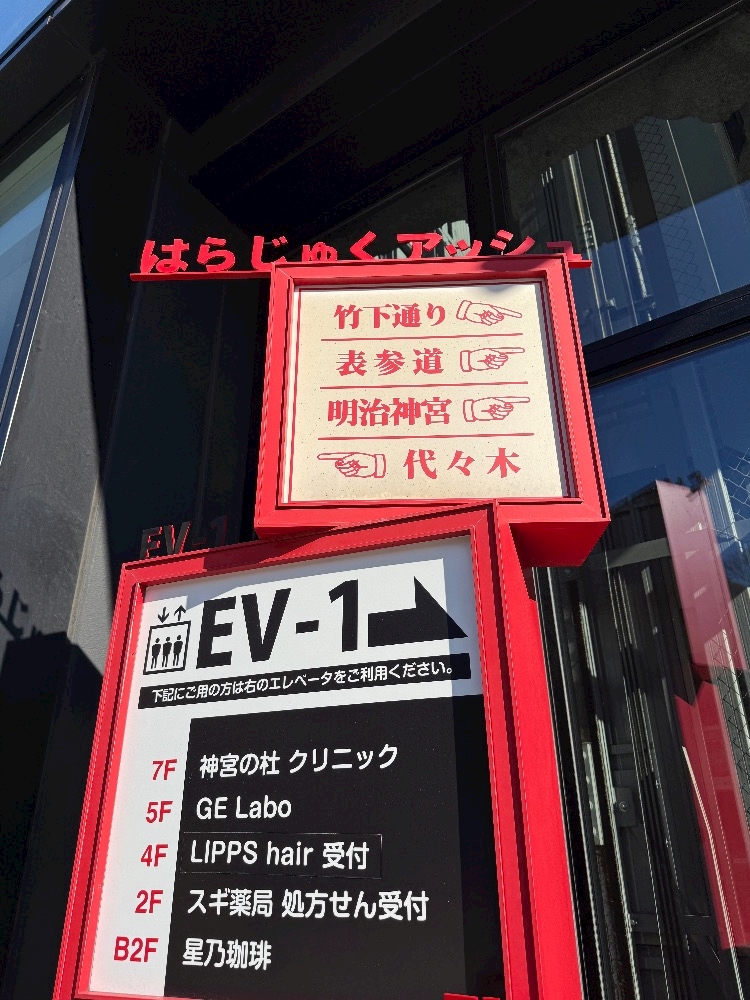 はらじゅくアッシュ
竹下通り
表参道
明治神宮
代々木
EV-1
EV-1
下記にご用の方は右のエレベータをご利用ください。
7F 神宮の杜 クリニック
5F GE Labo
4F LIPPS hair 受付
2F スギ薬局 処方せん受付
B2F 星乃珈琲